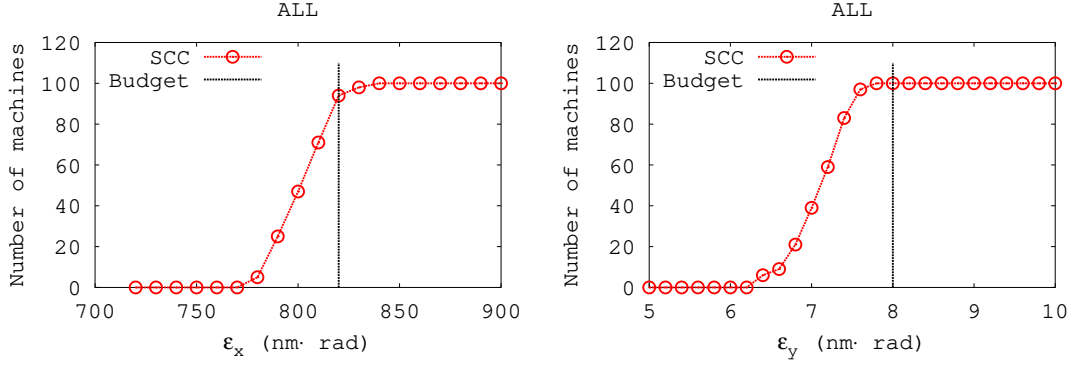 ALL
SCC
Budget
Number of machines
120
100
80
60
40
20
0
700 750 800 850 900
εx (nm· rad)
ALL
SCC
Budget
Number of machines
120
100
80
60
40
20
0
5 6 7 8 9 10
εy (nm· rad)